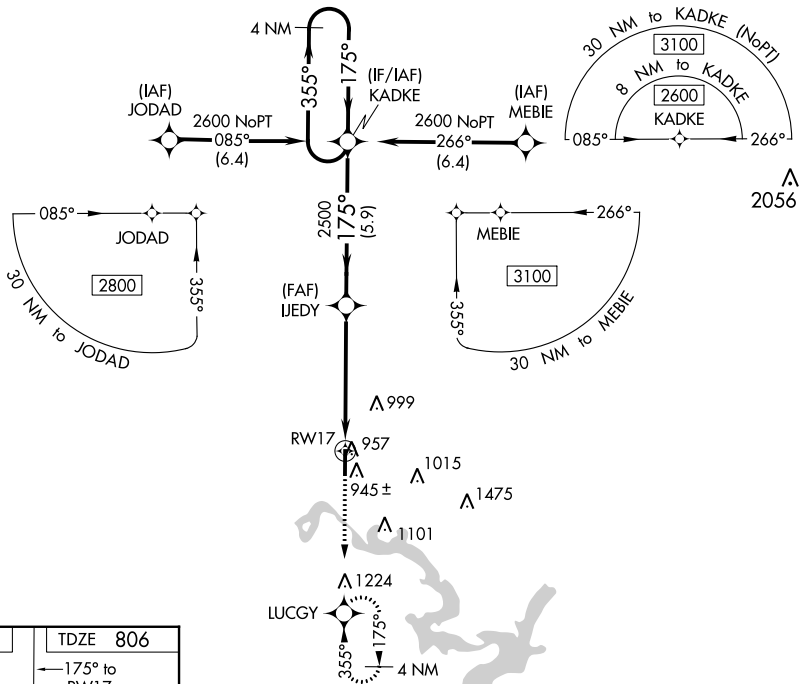 4 NM
355°
175°
(IF/IAF)
KADKE
(IAF)
JODAD
2600 NoPT
085°
(6.4)
2600 NoPT
266°
(6.4)
(IAF)
MEBIE
30 NM to KADKE (NoPT)
3100
8 NM to KADKE
2600
KADKE
085°
266°
2056
2500
175°
(5.9)
085°
JODAD
2800
355°
30 NM to JODAD
266°
MEBIE
3100
355°
30 NM to MEBIE
(FAF)
IJEDY
999
RW17
957
945 ±
1015
1475
1101
1224
LUCGY
355°
175°
4 NM
TDZE 806
175° to